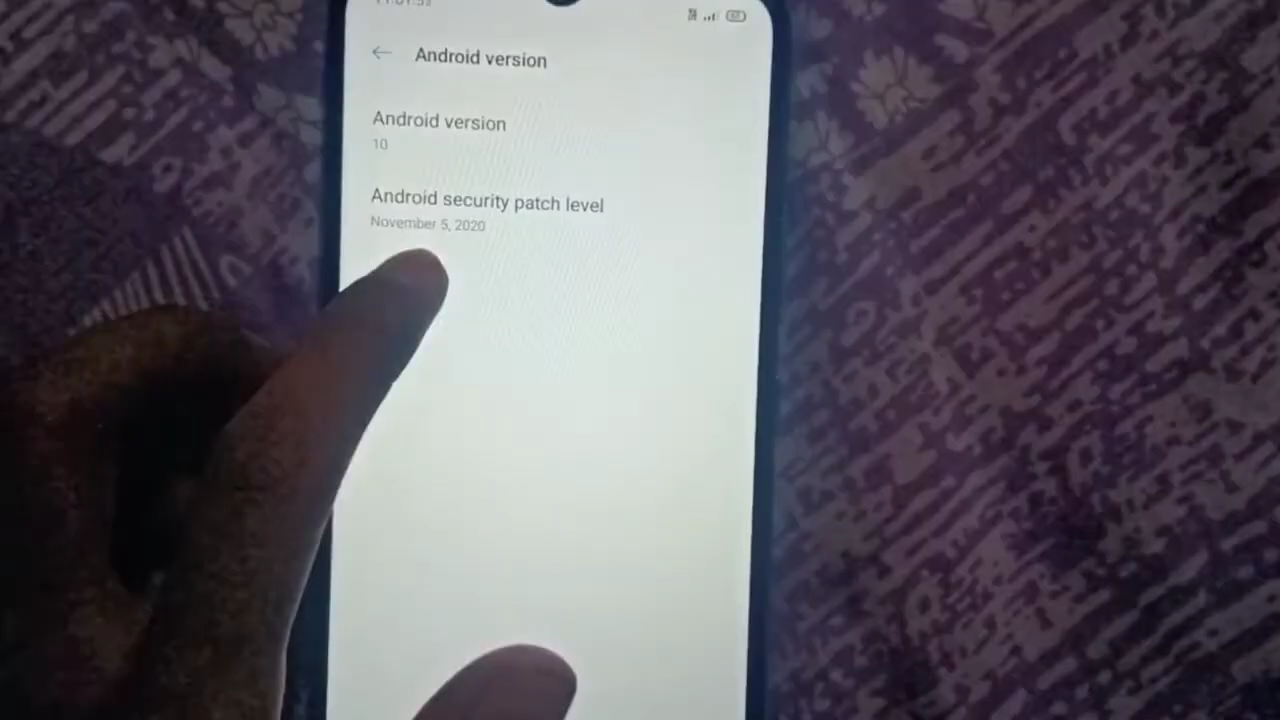 Android version
Android version
10
Android security patch level
November 5, 2020